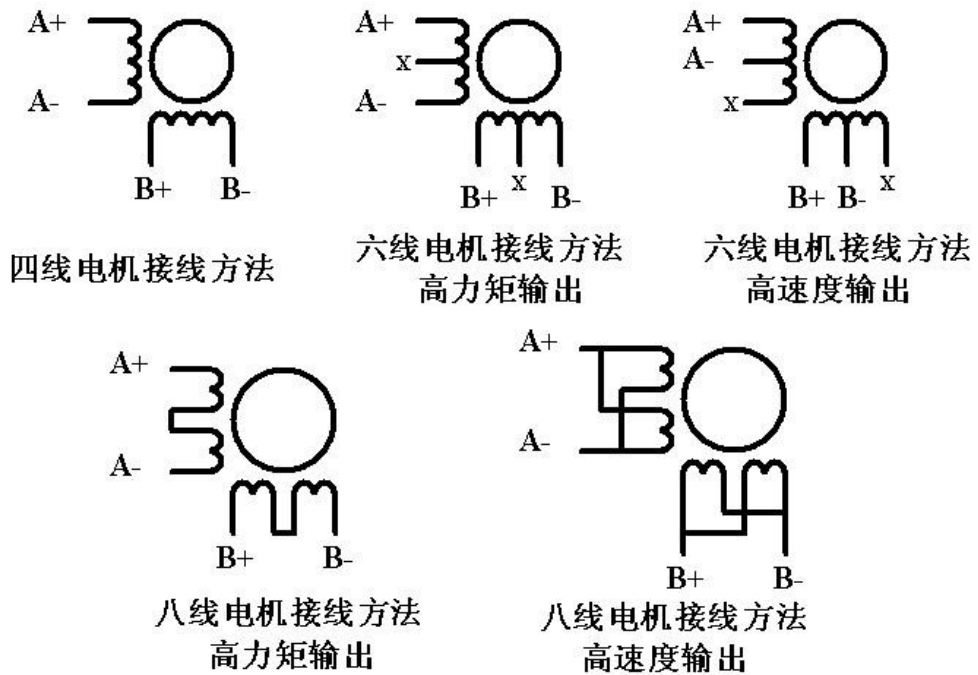 A+
A-
B+ B-
四线电机接线方法
A+
x
A-
B+ x B-
六线电机接线方法
高力矩输出
A+
A-
x
B+ B- x
六线电机接线方法
高速度输出
A+
A-
B+ B-
八线电机接线方法
高力矩输出
A+
A-
B+ B-
八线电机接线方法
高速度输出